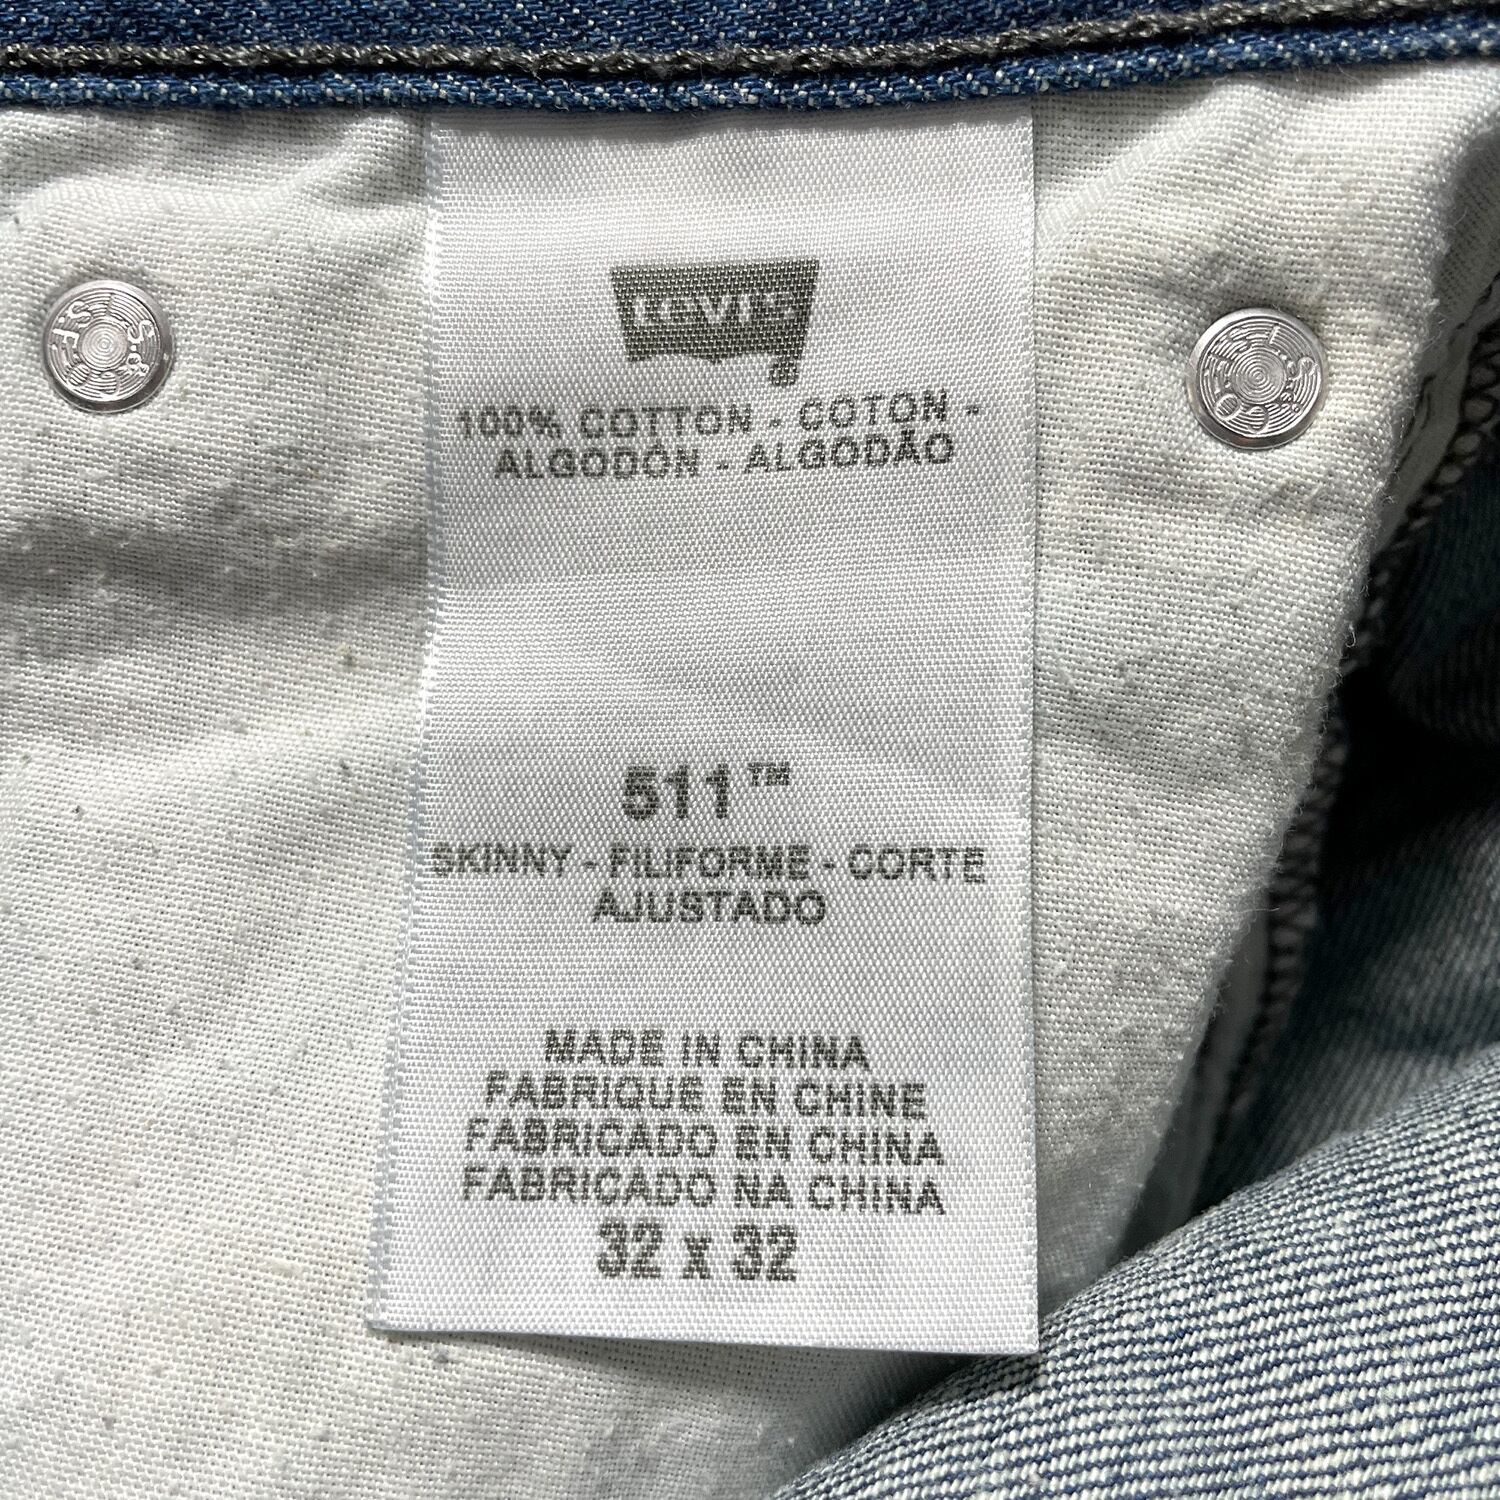 Levi's
®
100% COTTON - COTON -
ALGODÓN - ALGODÃO
511™
SKINNY - FILIFORME - CORTE
AJUSTADO
MADE IN CHINA
FABRIQUE EN CHINE
FABRICADO EN CHINA
FABRICADO NA CHINA
32 x 32